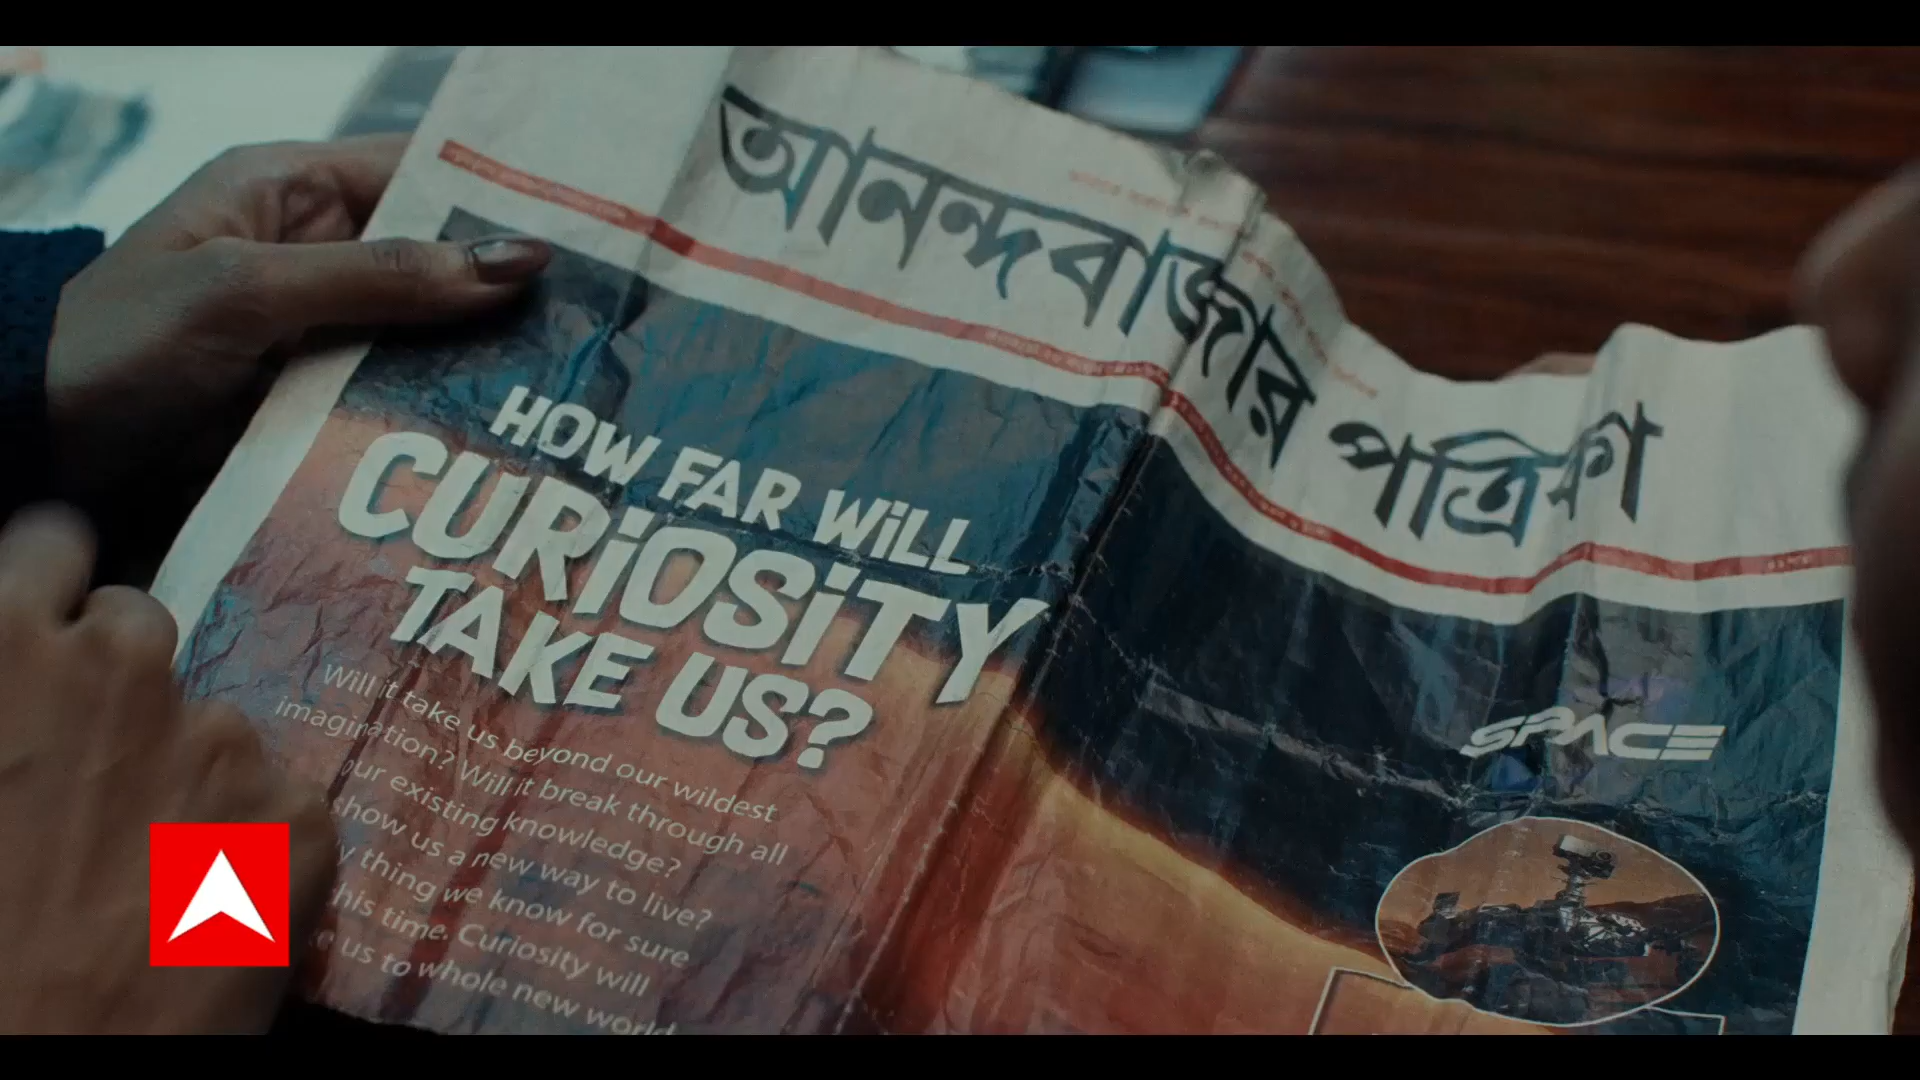 আনন্দবাজার পত্রিকা
HOW FAR WiLL
CURiOSiTY
TAKE US?
Will it take us beyond our wildest
imagination? Will it break through all
our existing knowledge?
show us a new way to live?
thing we know for sure
this time. Curiosity will
us to whole new world
SPACE